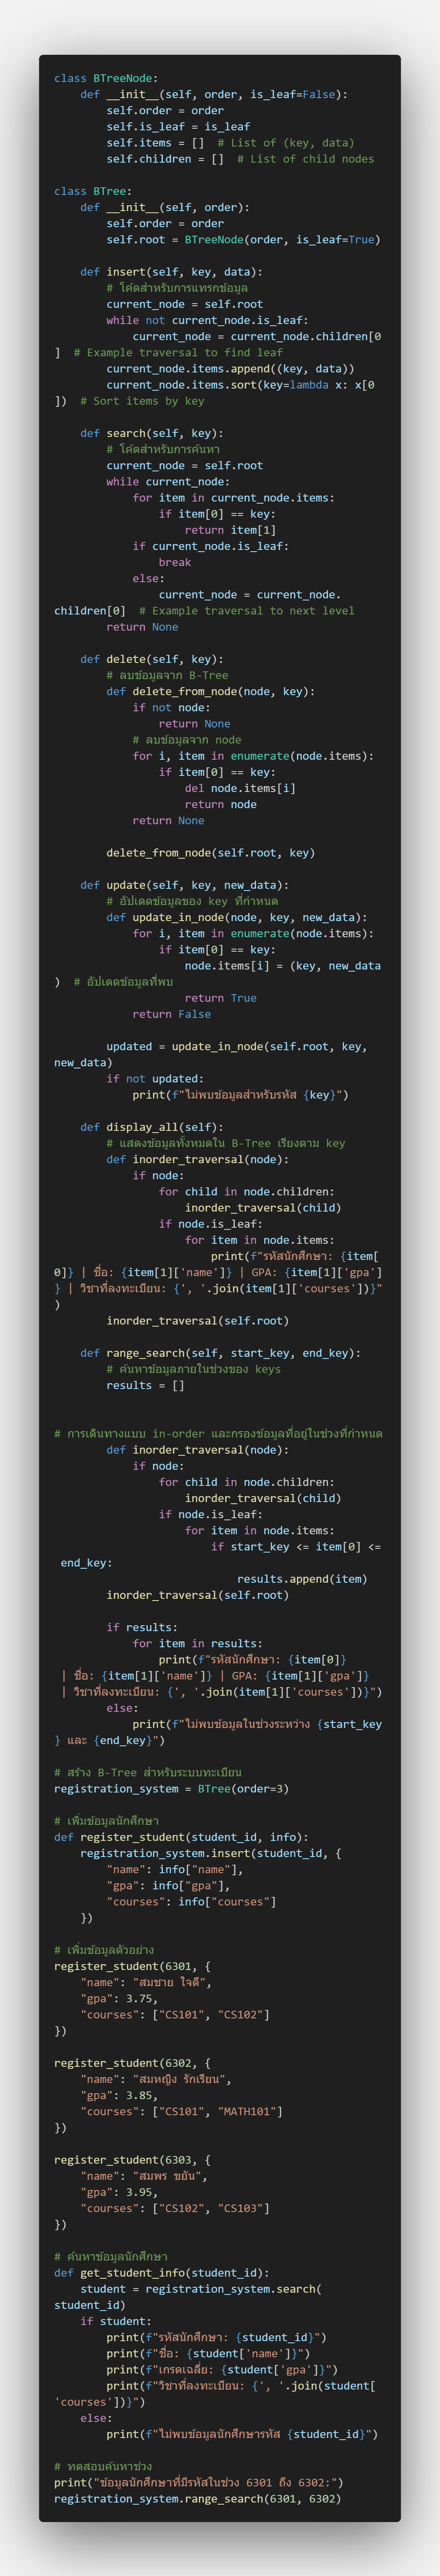 class BTreeNode:
    def __init__(self, order, is_leaf=False):
        self.order = order
        self.is_leaf = is_leaf
        self.items = []  # List of (key, data)
        self.children = []  # List of child nodes

class BTree:
    def __init__(self, order):
        self.order = order
        self.root = BTreeNode(order, is_leaf=True)

    def insert(self, key, data):
        # โค้ดสำหรับการแทรกข้อมูล
        current_node = self.root
        while not current_node.is_leaf:
            current_node = current_node.children[0
]  # Example traversal to find leaf
        current_node.items.append((key, data))
        current_node.items.sort(key=lambda x: x[0
])  # Sort items by key

    def search(self, key):
        # โค้ดสำหรับการค้นหา
        current_node = self.root
        while current_node:
            for item in current_node.items:
                if item[0] == key:
                    return item[1]
            if current_node.is_leaf:
                break
            else:
                current_node = current_node.
children[0]  # Example traversal to next level
        return None

    def delete(self, key):
        # ลบข้อมูลจาก B-Tree
        def delete_from_node(node, key):
            if not node:
                return None
            # ลบข้อมูลจาก node
            for i, item in enumerate(node.items):
                if item[0] == key:
                    del node.items[i]
                    return node
            return None

        delete_from_node(self.root, key)

    def update(self, key, new_data):
        # อัปเดตข้อมูลของ key ที่กำหนด
        def update_in_node(node, key, new_data):
            for i, item in enumerate(node.items):
                if item[0] == key:
                    node.items[i] = (key, new_data
)  # อัปเดตข้อมูลที่พบ
                    return True
            return False

        updated = update_in_node(self.root, key,
new_data)
        if not updated:
            print(f"ไม่พบข้อมูลสำหรับรหัส {key}")

    def display_all(self):
        # แสดงข้อมูลทั้งหมดใน B-Tree เรียงตาม key
        def inorder_traversal(node):
            if node:
                for child in node.children:
                    inorder_traversal(child)
                if node.is_leaf:
                    for item in node.items:
                        print(f"รหัสนักศึกษา: {item[
0]} | ชื่อ: {item[1]['name']} | GPA: {item[1]['gpa']
} | วิชาที่ลงทะเบียน: {', '.join(item[1]['courses'])}"
)
        inorder_traversal(self.root)

    def range_search(self, start_key, end_key):
        # ค้นหาข้อมูลภายในช่วงของ keys
        results = []


# การเดินทางแบบ in-order และกรองข้อมูลที่อยู่ในช่วงที่กำหนด
        def inorder_traversal(node):
            if node:
                for child in node.children:
                    inorder_traversal(child)
                if node.is_leaf:
                    for item in node.items:
                        if start_key <= item[0] <=
 end_key:
                            results.append(item)
        inorder_traversal(self.root)

        if results:
            for item in results:
                print(f"รหัสนักศึกษา: {item[0]}
 | ชื่อ: {item[1]['name']} | GPA: {item[1]['gpa']}
 | วิชาที่ลงทะเบียน: {', '.join(item[1]['courses'])}")
        else:
            print(f"ไม่พบข้อมูลในช่วงระหว่าง {start_key
} และ {end_key}")

# สร้าง B-Tree สำหรับระบบทะเบียน
registration_system = BTree(order=3)

# เพิ่มข้อมูลนักศึกษา
def register_student(student_id, info):
    registration_system.insert(student_id, {
        "name": info["name"],
        "gpa": info["gpa"],
        "courses": info["courses"]
    })

# เพิ่มข้อมูลตัวอย่าง
register_student(6301, {
    "name": "สมชาย ใจดี",
    "gpa": 3.75,
    "courses": ["CS101", "CS102"]
})

register_student(6302, {
    "name": "สมหญิง รักเรียน",
    "gpa": 3.85,
    "courses": ["CS101", "MATH101"]
})

register_student(6303, {
    "name": "สมพร ขยัน",
    "gpa": 3.95,
    "courses": ["CS102", "CS103"]
})

# ค้นหาข้อมูลนักศึกษา
def get_student_info(student_id):
    student = registration_system.search(
student_id)
    if student:
        print(f"รหัสนักศึกษา: {student_id}")
        print(f"ชื่อ: {student['name']}")
        print(f"เกรดเฉลี่ย: {student['gpa']}")
        print(f"วิชาที่ลงทะเบียน: {', '.join(student[
'courses'])}")
    else:
        print(f"ไม่พบข้อมูลนักศึกษารหัส {student_id}")

# ทดสอบค้นหาช่วง
print("ข้อมูลนักศึกษาที่มีรหัสในช่วง 6301 ถึง 6302:")
registration_system.range_search(6301, 6302)